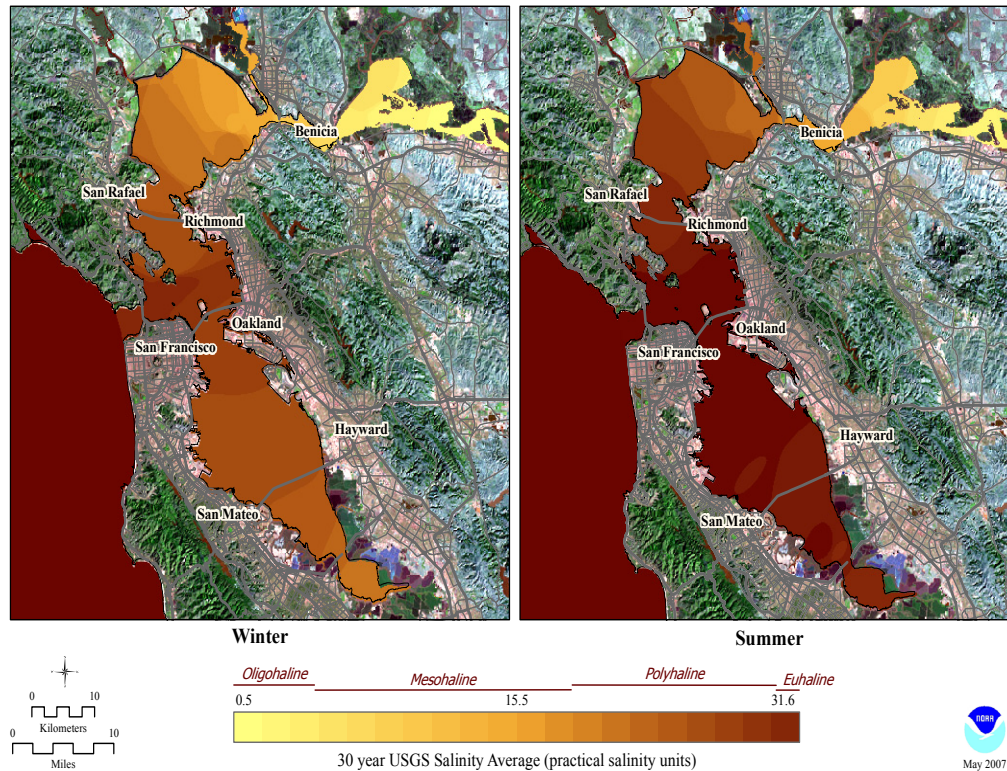 Benicia
San Rafael
Richmond
Oakland
San Francisco
Hayward
San Mateo
Winter
Benicia
San Rafael
Richmond
Oakland
San Francisco
Hayward
San Mateo
Summer
0 10
Kilometers
0 10
Miles
Oligohaline Mesohaline Polyhaline Euhaline
0.5 15.5 31.6
30 year USGS Salinity Average (practical salinity units)
NOAA
May 2007